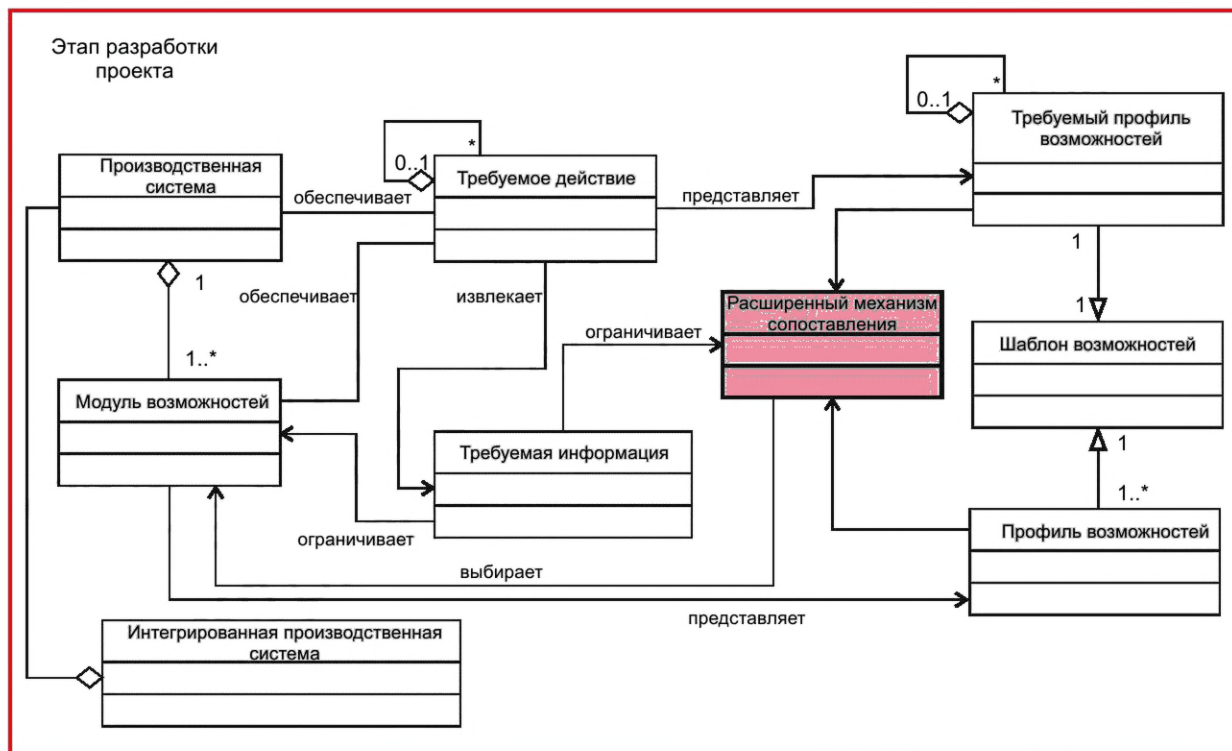 Этап разработки
проекта
*
0..1
Требуемый профиль
возможностей
Производственная
система
*
0..1
Требуемое действие
обеспечивает
представляет
1
1
обеспечивает
извлекает
1
Расширенный механизм
сопоставления
ограничивает
Шаблон возможностей
1..*
Модуль возможностей
Требуемая информация
1
1..*
ограничивает
Профиль возможностей
выбирает
представляет
Интегрированная производственная
система